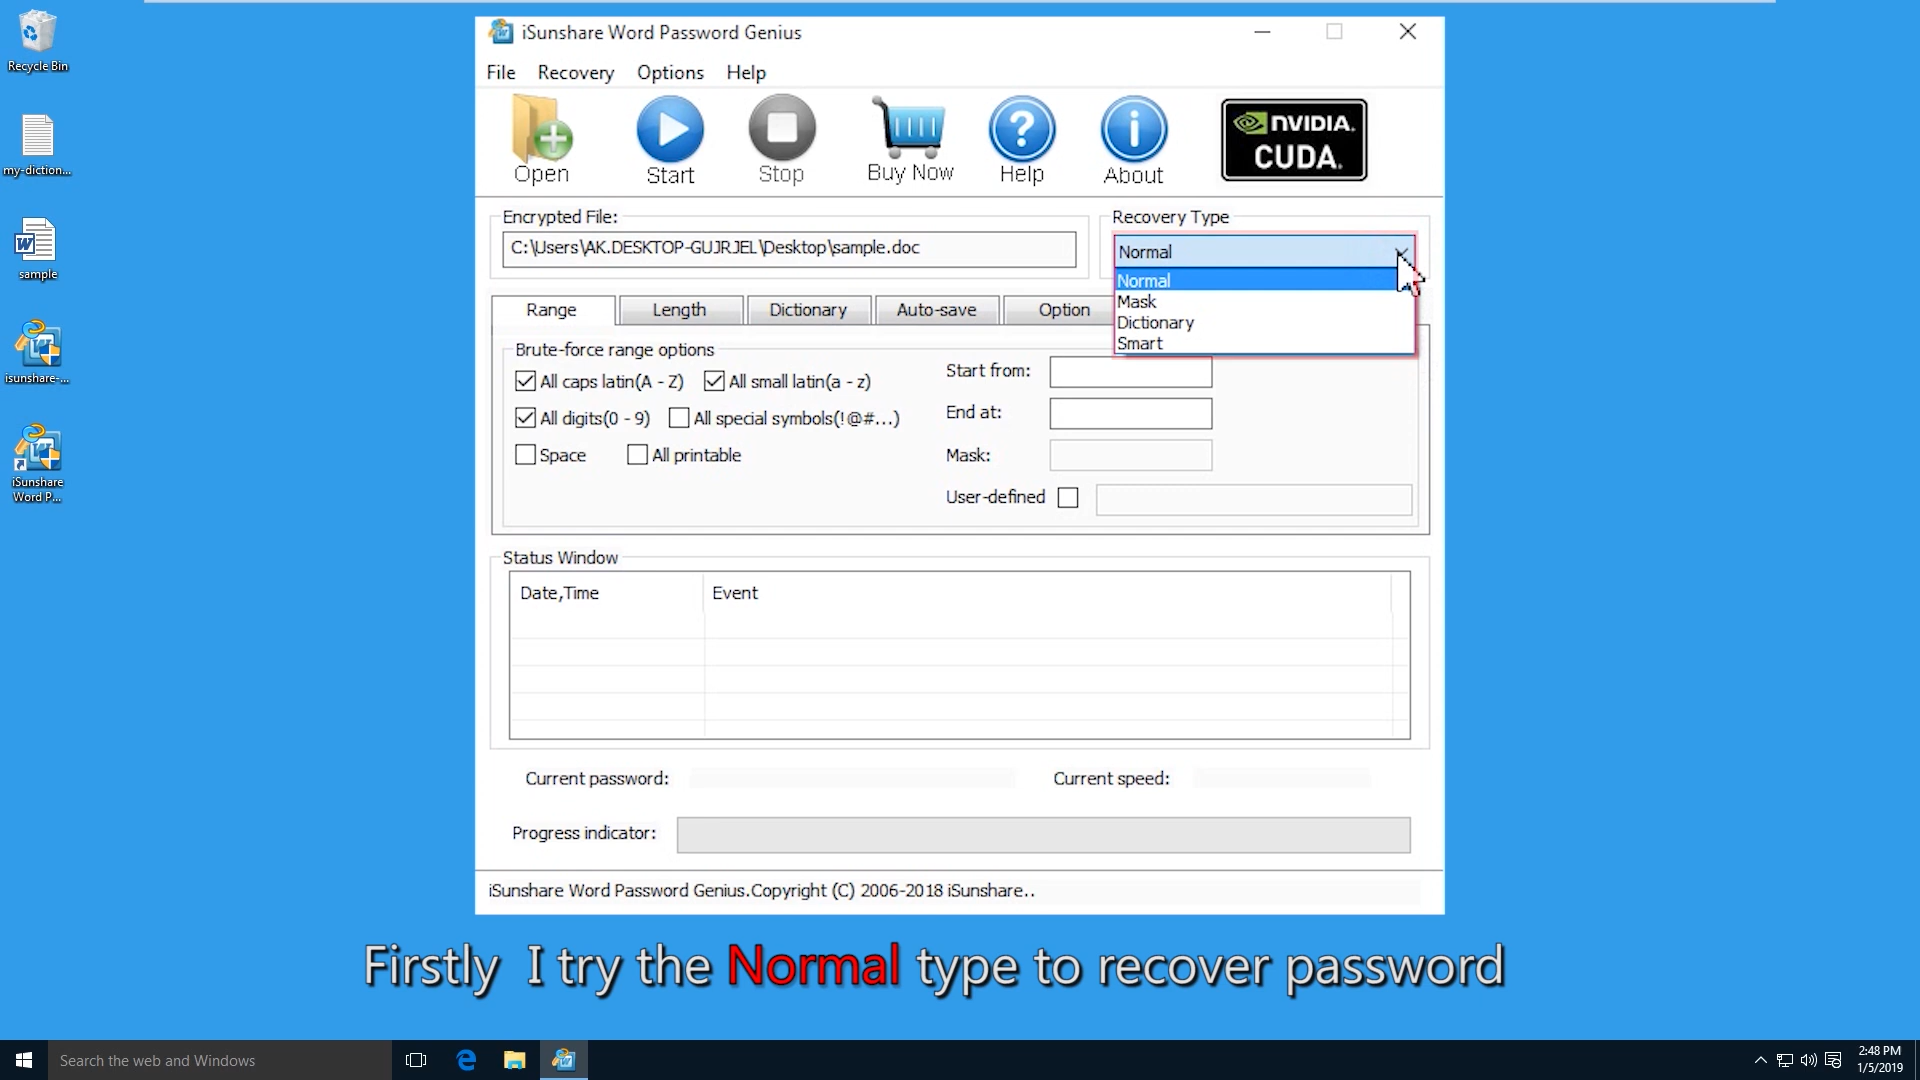 Recycle Bin
my-diction...
sample
isunshare-...
iSunshare
Word P...
iSunshare Word Password Genius
File Recovery Options Help
Open Start Stop Buy Now Help About
NVIDIA.
CUDA.
Encrypted File:
C:\Users\AK.DESKTOP-GUJRJEL\Desktop\sample.doc
Recovery Type
Normal
Normal
Mask
Dictionary
Smart
Range Length Dictionary Auto-save Option
Brute-force range options
All caps latin(A - Z) All small latin(a - z)
All digits(0 - 9) All special symbols(!@#...)
Space All printable
Start from:
End at:
Mask:
User-defined
Status Window
Date,Time Event
Current password: Current speed:
Progress indicator:
iSunshare Word Password Genius.Copyright (C) 2006-2018 iSunshare..
Firstly I try the Normal type to recover password
Search the web and Windows
2:48 PM
1/5/2019